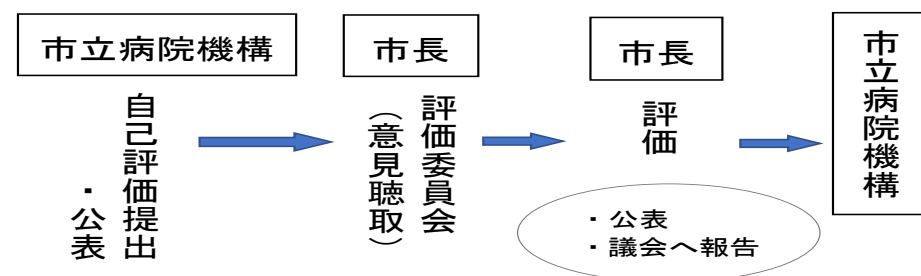 市立病院機構
自己評価提出
・公表
市長
評価委員会
（意見聴取）
市長
評価
・公表
・議会へ報告
市立病院機構